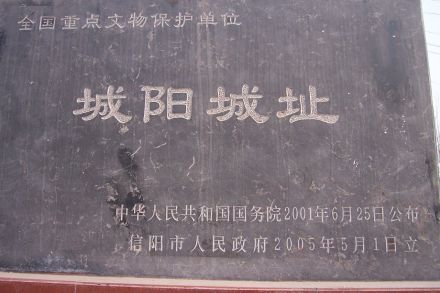 全国重点文物保护单位
城阳城址
中华人民共和国国务院2001年6月25日公布
信阳市人民政府2005年5月1日立